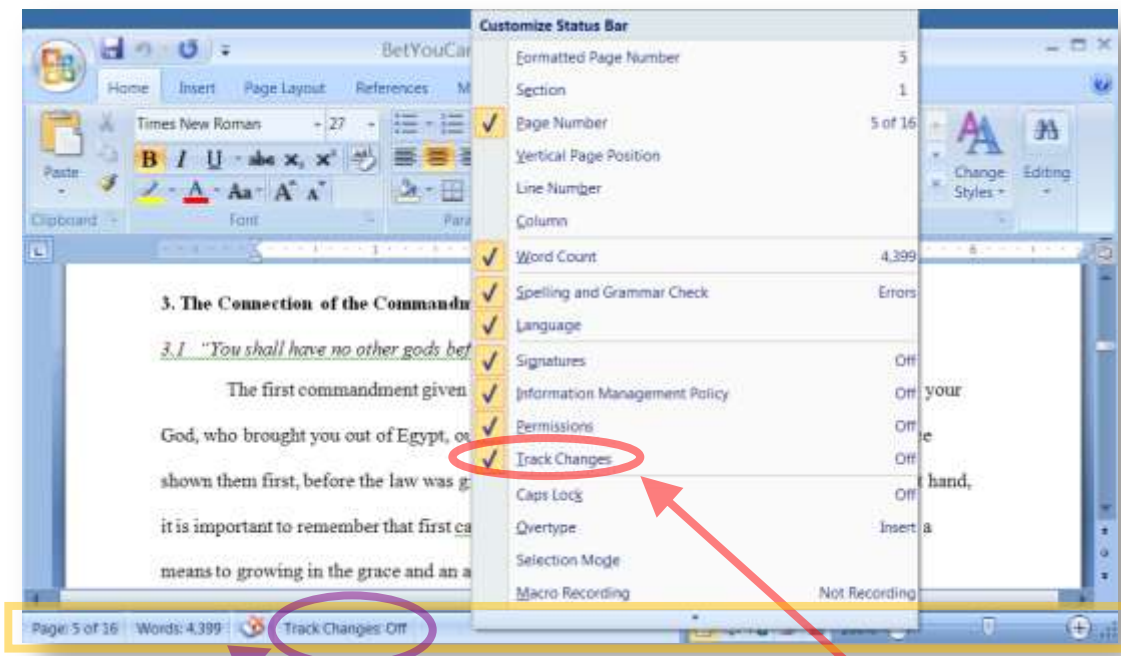 Customize Status Bar
BetYouCa
Home Insert Page Layout References M
Times New Roman 27
B I U abe x, x²
Aa A A
Paste
Change Styles
Editing
Clipboard Font Para
Formatted Page Number 5
Section 1
Page Number 5 of 16
Vertical Page Position
Line Number
Column
Word Count 4,399
Spelling and Grammar Check Errors
Language
Signatures Off
Information Management Policy Off
Permissions Off
Track Changes Off
Caps Lock Off
Overtype Insert
Selection Mode
Macro Recording Not Recording
3. The Connection of the Commandm
3.1 "You shall have no other gods bef
The first commandment given your
God, who brought you out of Egypt, ou e
shown them first, before the law was g hand,
it is important to remember that first ca a
means to growing in the grace and an a
Page: 5 of 16 Words: 4,399 Track Changes: Off